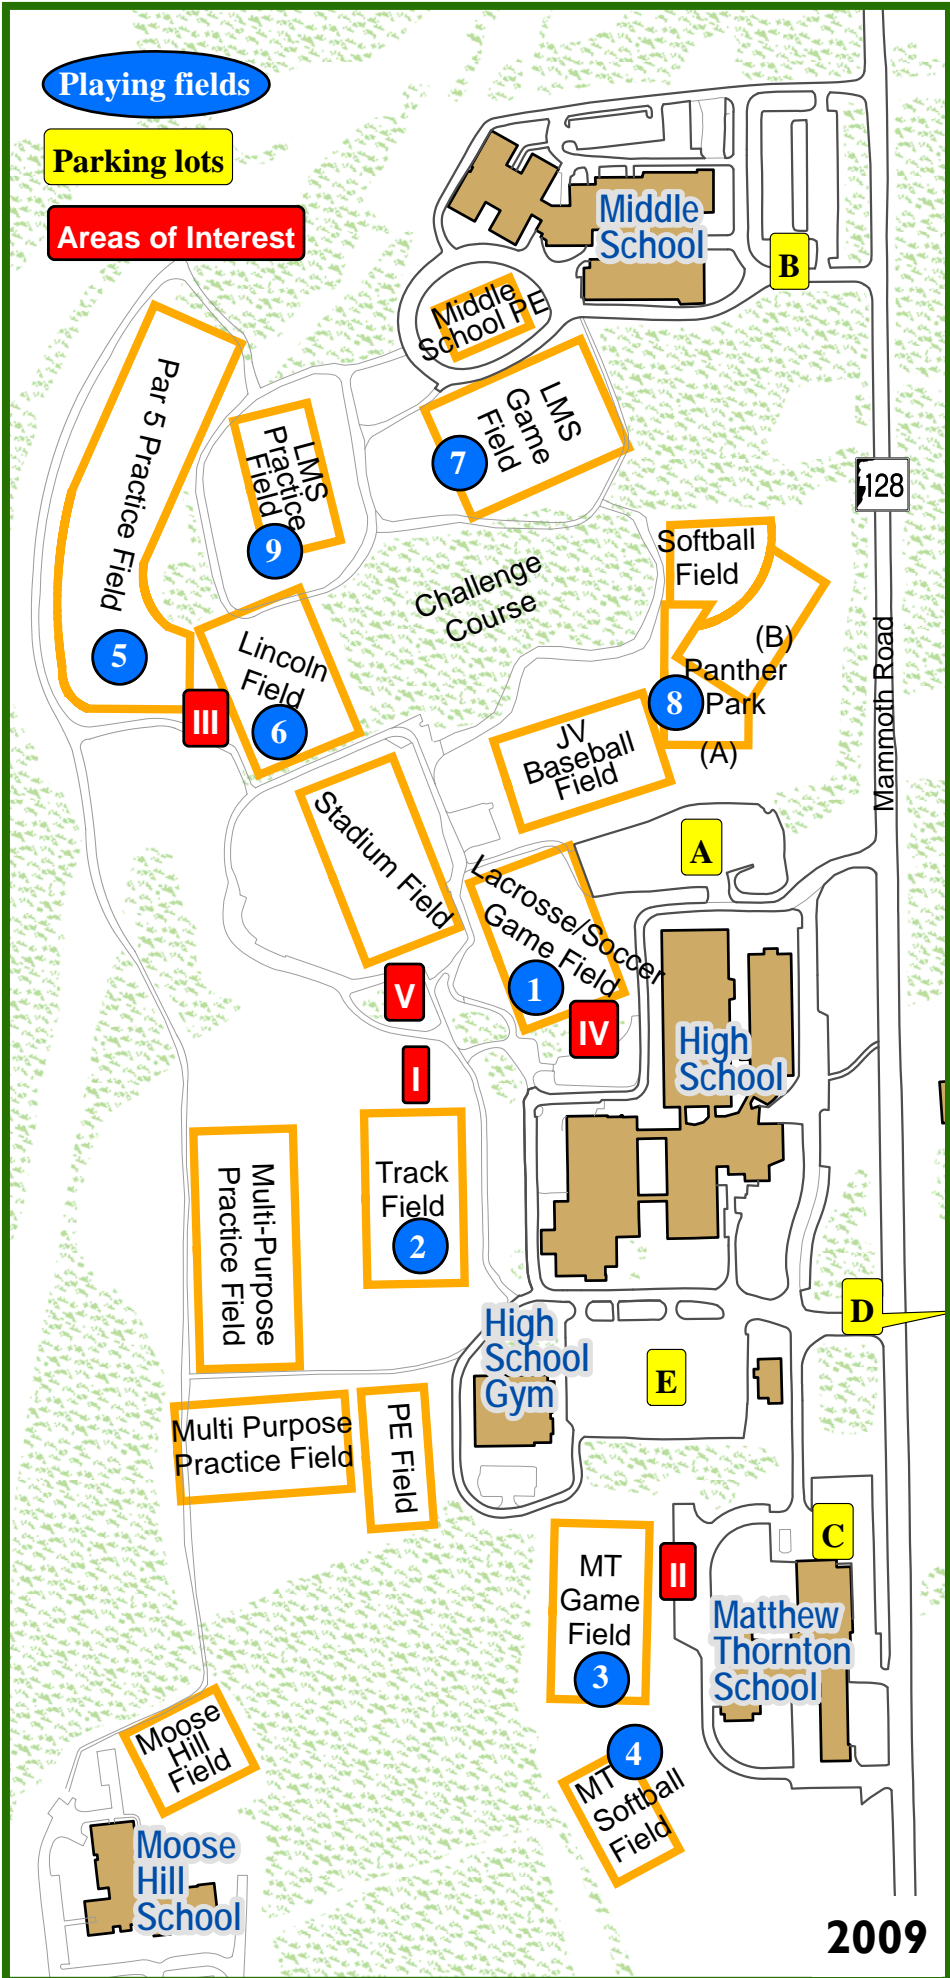 Playing fields
Parking lots
Areas of Interest
Middle
School
B
Middle
School PE
Par 5 Practice Field
LMS
Practice
Field
LMS
Game
Field
7
9
128
Softball
Field
Challenge
Course
(B)
Panther
Park
(A)
8
5
Lincoln
Field
III
6
Mammoth Road
JV
Baseball
Field
Stadium Field
A
Lacrosse/Soccer
Game Field
1
V
IV
I
High
School
Multi-Purpose
Practice Field
Track
Field
2
D
High
School
Gym
E
Multi Purpose
Practice Field
PE Field
C
MT
Game
Field
3
II
Matthew
Thornton
School
4
MT
Softball
Field
Moose
Hill
Field
Moose
Hill
School
2009